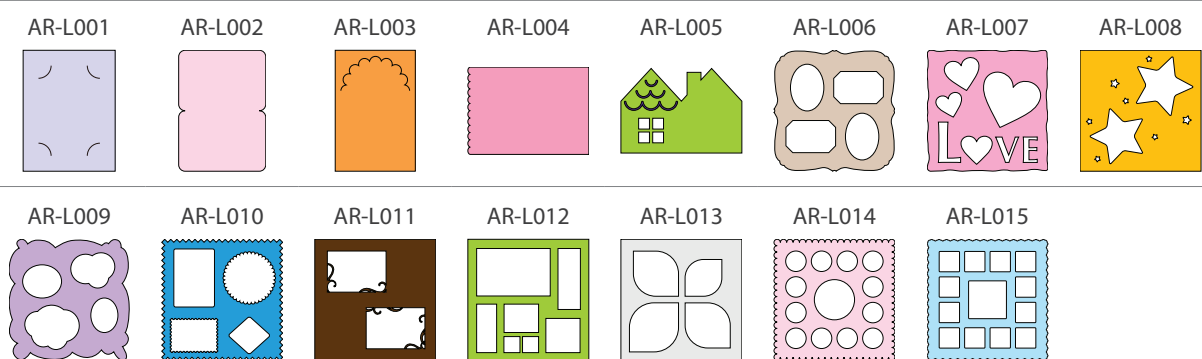 AR-L001 AR-L002 AR-L003 AR-L004 AR-L005 AR-L006 AR-L007 AR-L008
LOVE
AR-L009 AR-L010 AR-L011 AR-L012 AR-L013 AR-L014 AR-L015